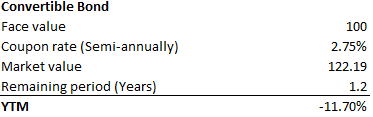 Convertible Bond
Face value 100
Coupon rate (Semi-annually) 2.75%
Market value 122.19
Remaining period (Years) 1.2
YTM -11.70%